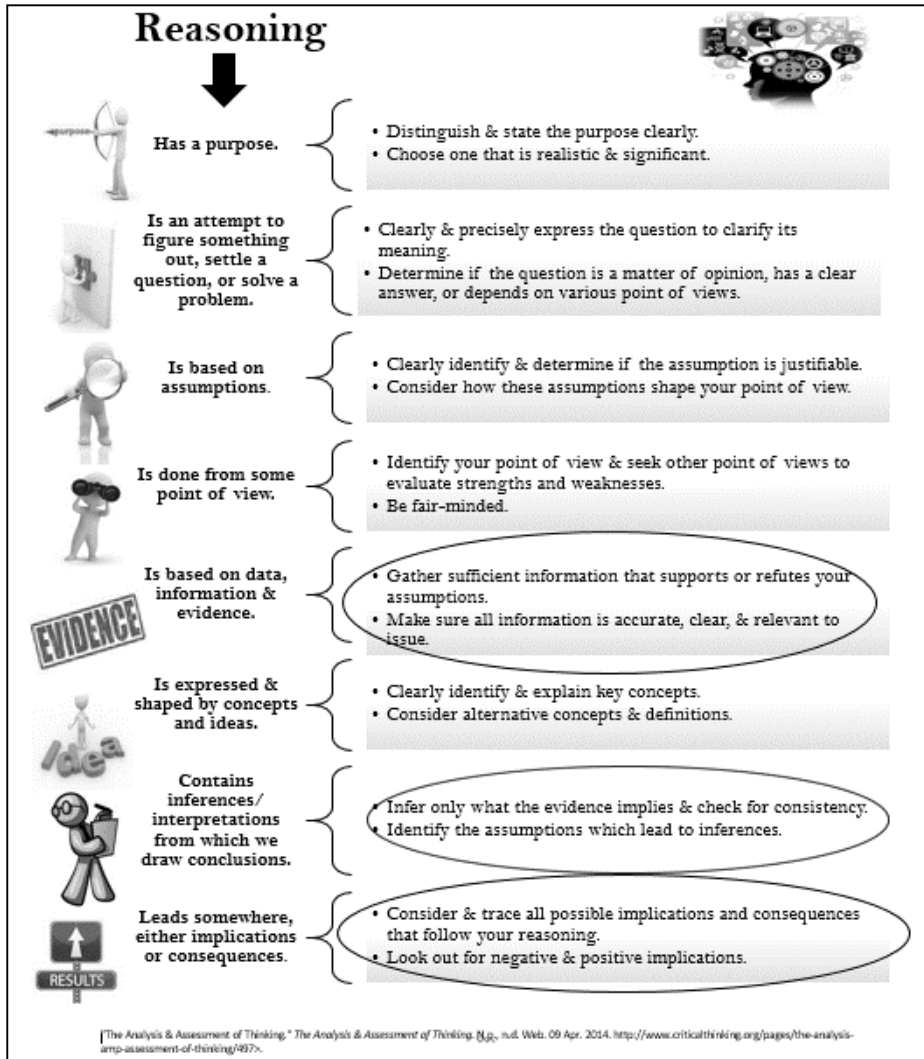 Reasoning
purpose
Has a purpose.
• Distinguish & state the purpose clearly.
• Choose one that is realistic & significant.
Is an attempt to
figure something
out, settle a
question, or solve a
problem.
• Clearly & precisely express the question to clarify its
meaning.
• Determine if the question is a matter of opinion, has a clear
answer, or depends on various point of views.
Is based on
assumptions.
• Clearly identify & determine if the assumption is justifiable.
• Consider how these assumptions shape your point of view.
Is done from some
point of view.
• Identify your point of view & seek other point of views to
evaluate strengths and weaknesses.
• Be fair-minded.
EVIDENCE
Is based on data,
information &
evidence.
• Gather sufficient information that supports or refutes your
assumptions.
• Make sure all information is accurate, clear, & relevant to
issue.
Idea
Is expressed &
shaped by concepts
and ideas.
• Clearly identify & explain key concepts.
• Consider alternative concepts & definitions.
Contains
inferences/
interpretations
from which we
draw conclusions.
• Infer only what the evidence implies & check for consistency.
• Identify the assumptions which lead to inferences.
RESULTS
Leads somewhere,
either implications
or consequences.
• Consider & trace all possible implications and consequences
that follow your reasoning.
• Look out for negative & positive implications.
"The Analysis & Assessment of Thinking." The Analysis & Assessment of Thinking. N.p., n.d. Web. 09 Apr. 2014. http://www.criticalthinking.org/pages/the-analysis-
amp-assessment-of-thinking/497>.